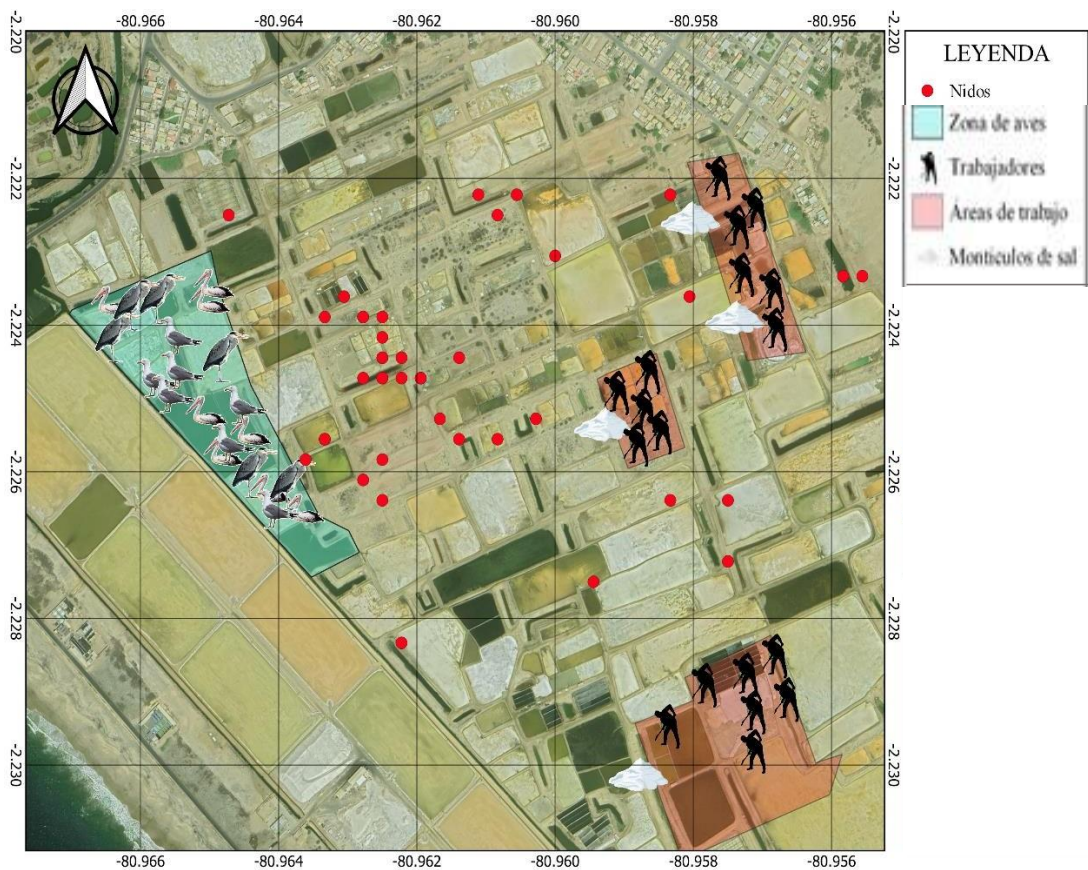 -80.966 -80.964 -80.962 -80.960 -80.958 -80.956
-2.220 -2.220
-2.222 -2.222
-2.224 -2.224
-2.226 -2.226
-2.228 -2.228
-2.230 -2.230
-80.966 -80.964 -80.962 -80.960 -80.958 -80.956
LEYENDA
Nidos
Zona de aves
Trabajadores
Áreas de trabajo
Montículos de sal